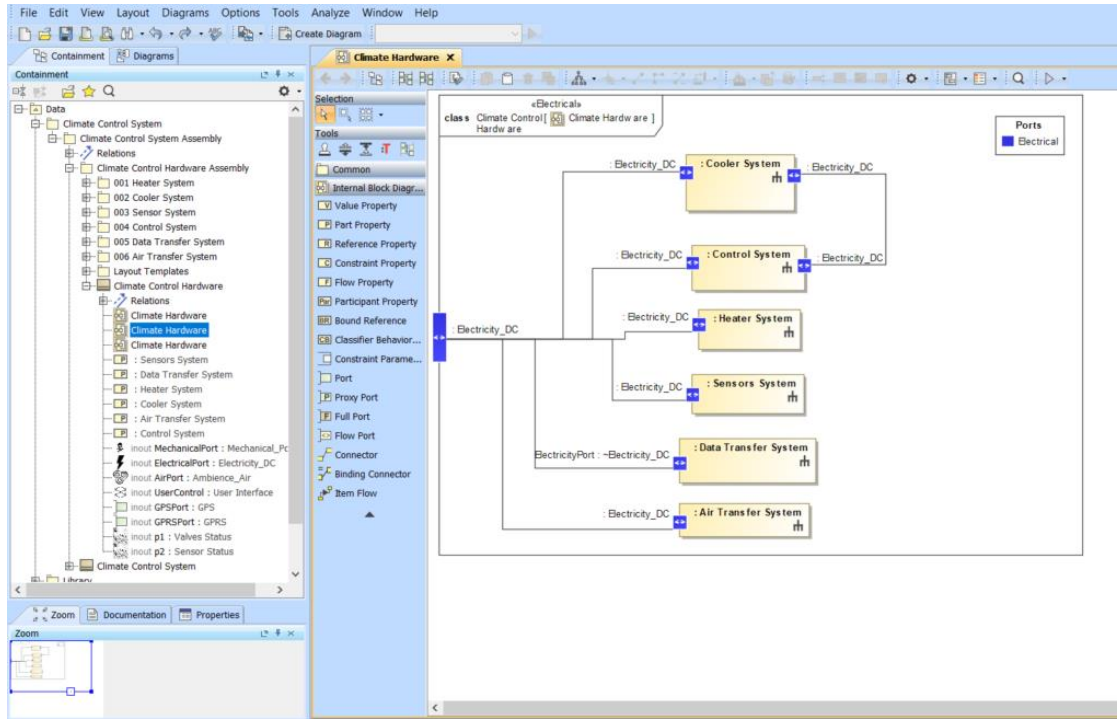 File Edit View Layout Diagrams Options Tools Analyze Window Help
Create Diagram
Containment Diagrams
Containment
Data
Climate Control System
Climate Control System Assembly
Relations
Climate Control Hardware Assembly
001 Heater System
002 Cooler System
003 Sensor System
004 Control System
005 Data Transfer System
006 Air Transfer System
Layout Templates
Climate Control Hardware
Relations
Climate Hardware
Climate Hardware
Climate Hardware
: Sensors System
: Data Transfer System
: Heater System
: Cooler System
: Air Transfer System
: Control System
inout MechanicalPort : Mechanical_Pc
inout ElectricalPort : Electricity_DC
inout AirPort : Ambience_Air
inout UserControl : User Interface
inout GPSPort : GPS
inout GPRSPort : GPRS
inout p1 : Valves Status
inout p2 : Sensor Status
Climate Control System
Library
Zoom Documentation Properties
Zoom
Climate Hardware
Selection
Tools
Common
Internal Block Diagr...
Value Property
Part Property
Reference Property
Constraint Property
Flow Property
Participant Property
Bound Reference
Classifier Behavior...
Constraint Parame...
Port
Proxy Port
Full Port
Flow Port
Connector
Binding Connector
Item Flow
«Electrical»
class Climate Control[ Climate Hardware ]
Hardware
Ports
Electrical
: Electricity_DC
: Cooler System
: Electricity_DC
: Electricity_DC
: Control System
: Electricity_DC
: Electricity_DC
: Heater System
: Electricity_DC
: Electricity_DC
: Sensors System
ElectricityPort : ~Electricity_DC
: Data Transfer System
: Electricity_DC
: Air Transfer System